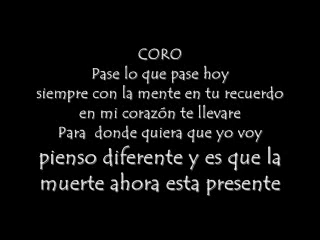 CORO
Pase lo que pase hoy
siempre con la mente en tu recuerdo
en mi corazón te llevare
Para donde quiera que yo voy
pienso diferente y es que la
muerte ahora esta presente